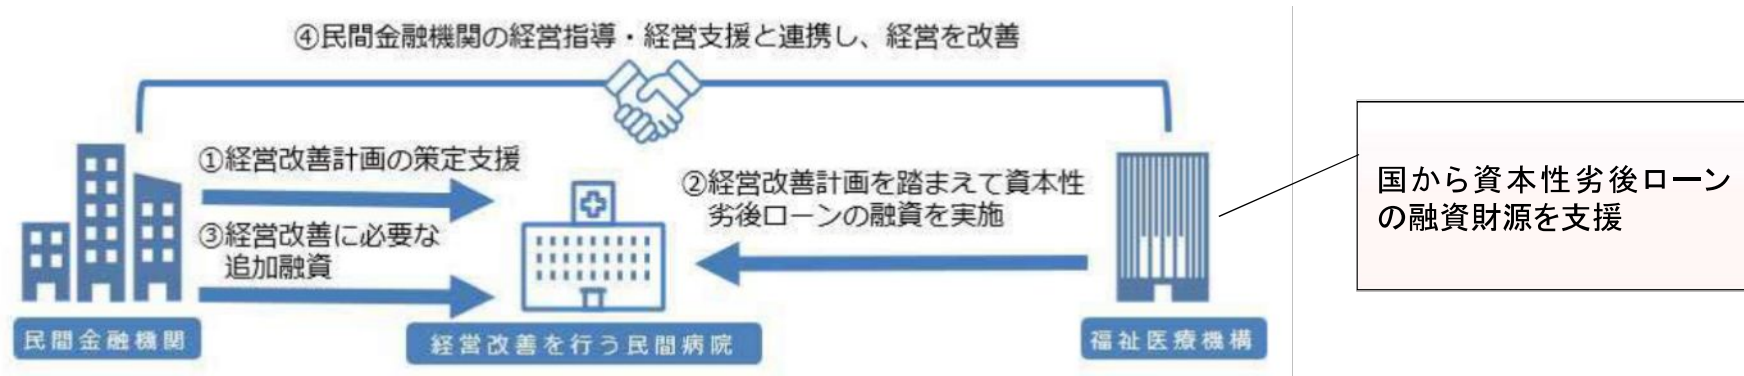 ④民間金融機関の経営指導・経営支援と連携し、経営を改善
①経営改善計画の策定支援
③経営改善に必要な
追加融資
②経営改善計画を踏まえて資本性
劣後ローンの融資を実施
民間金融機関
経営改善を行う民間病院
福祉医療機構
国から資本性劣後ローン
の融資財源を支援